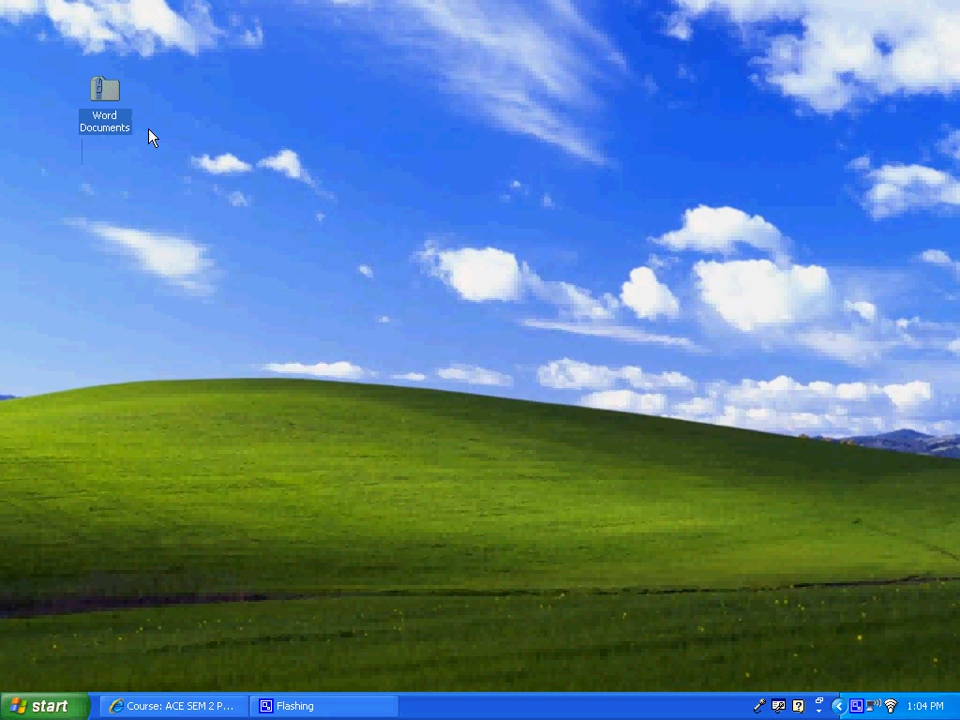 Word
Documents
start
Course: ACE SEM 2 P...
Flashing
1:04 PM